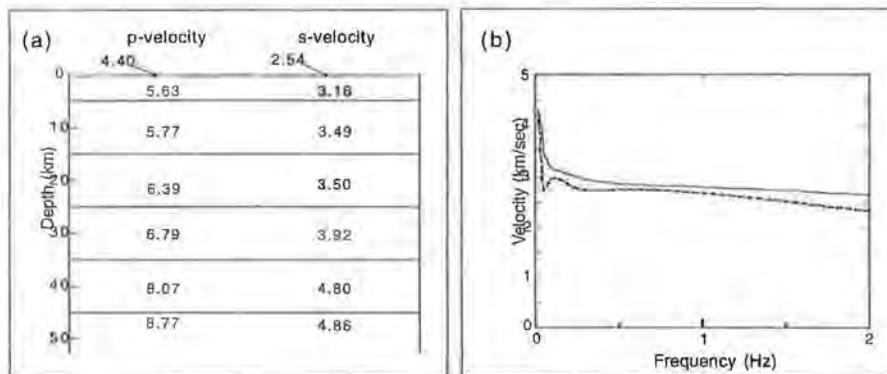 (a)
p-velocity s-velocity
4.40 2.54
0
5.63 3.16
10
5.77 3.49
20
6.39 3.50
30
6.79 3.92
40
8.07 4.80
50
8.77 4.86
Depth (km)
(b)
5
4
2
1
0
Velocity (km/sec)
0 1 2
Frequency (Hz)